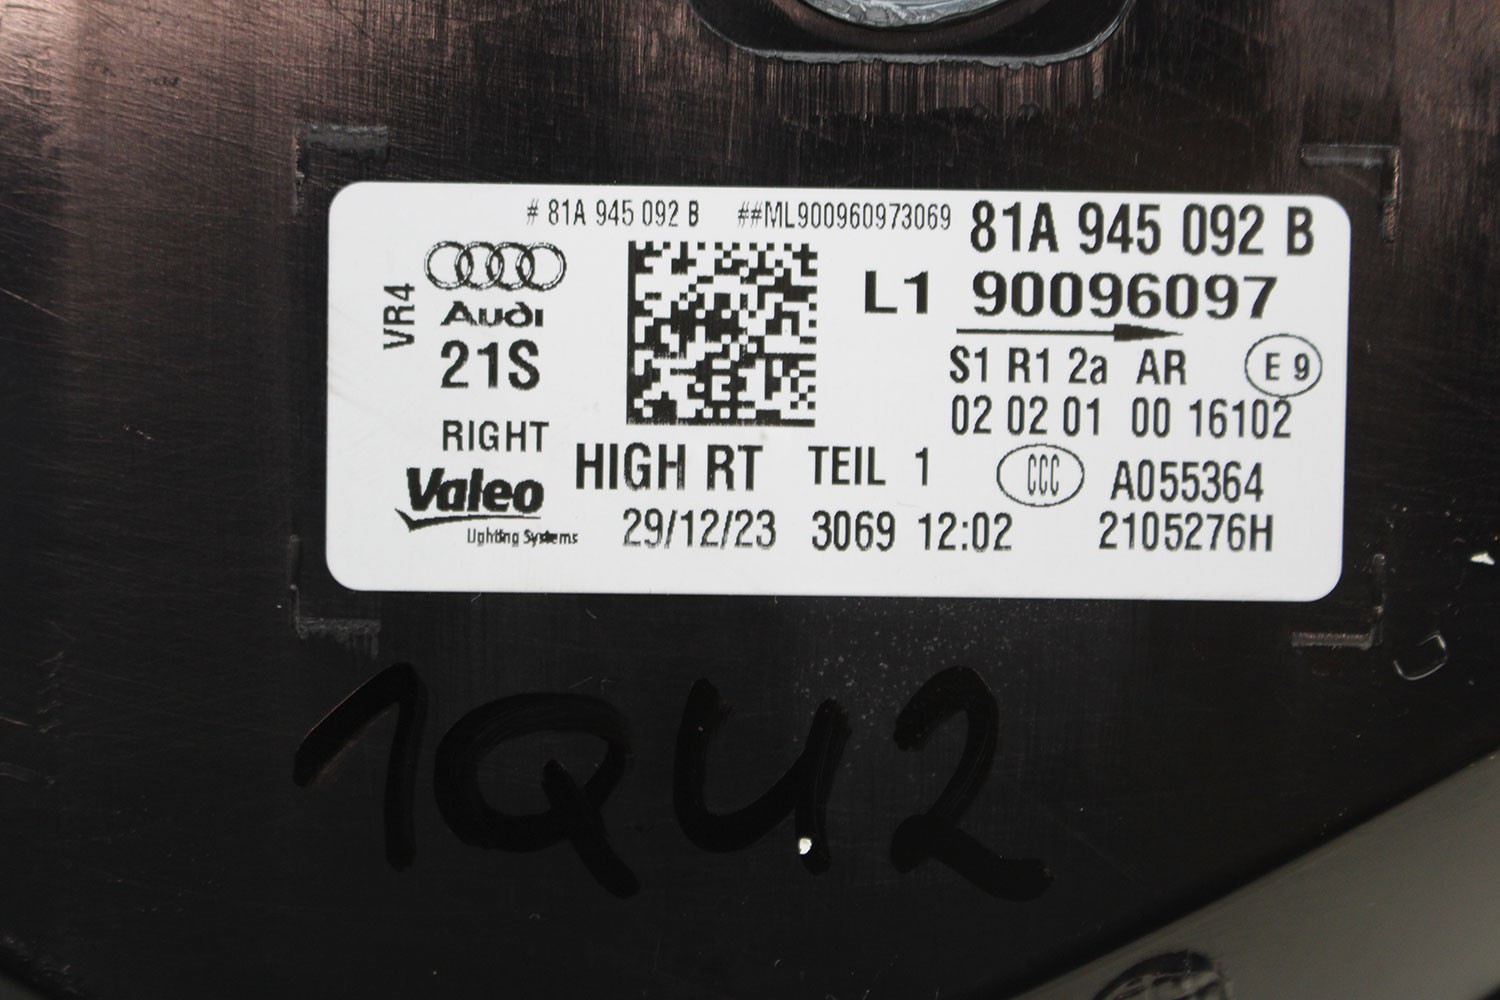 # 81A 945 092 B ##ML900960973069 81A 945 092 B
Audi
VR4
L1 90096097
21S
S1 R1 2a AR E 9
02 02 01 00 16102
RIGHT
HIGH RT TEIL 1 CCC A055364
Valeo
Lighting Systems
29/12/23 3069 12:02 2105276H
1QU2